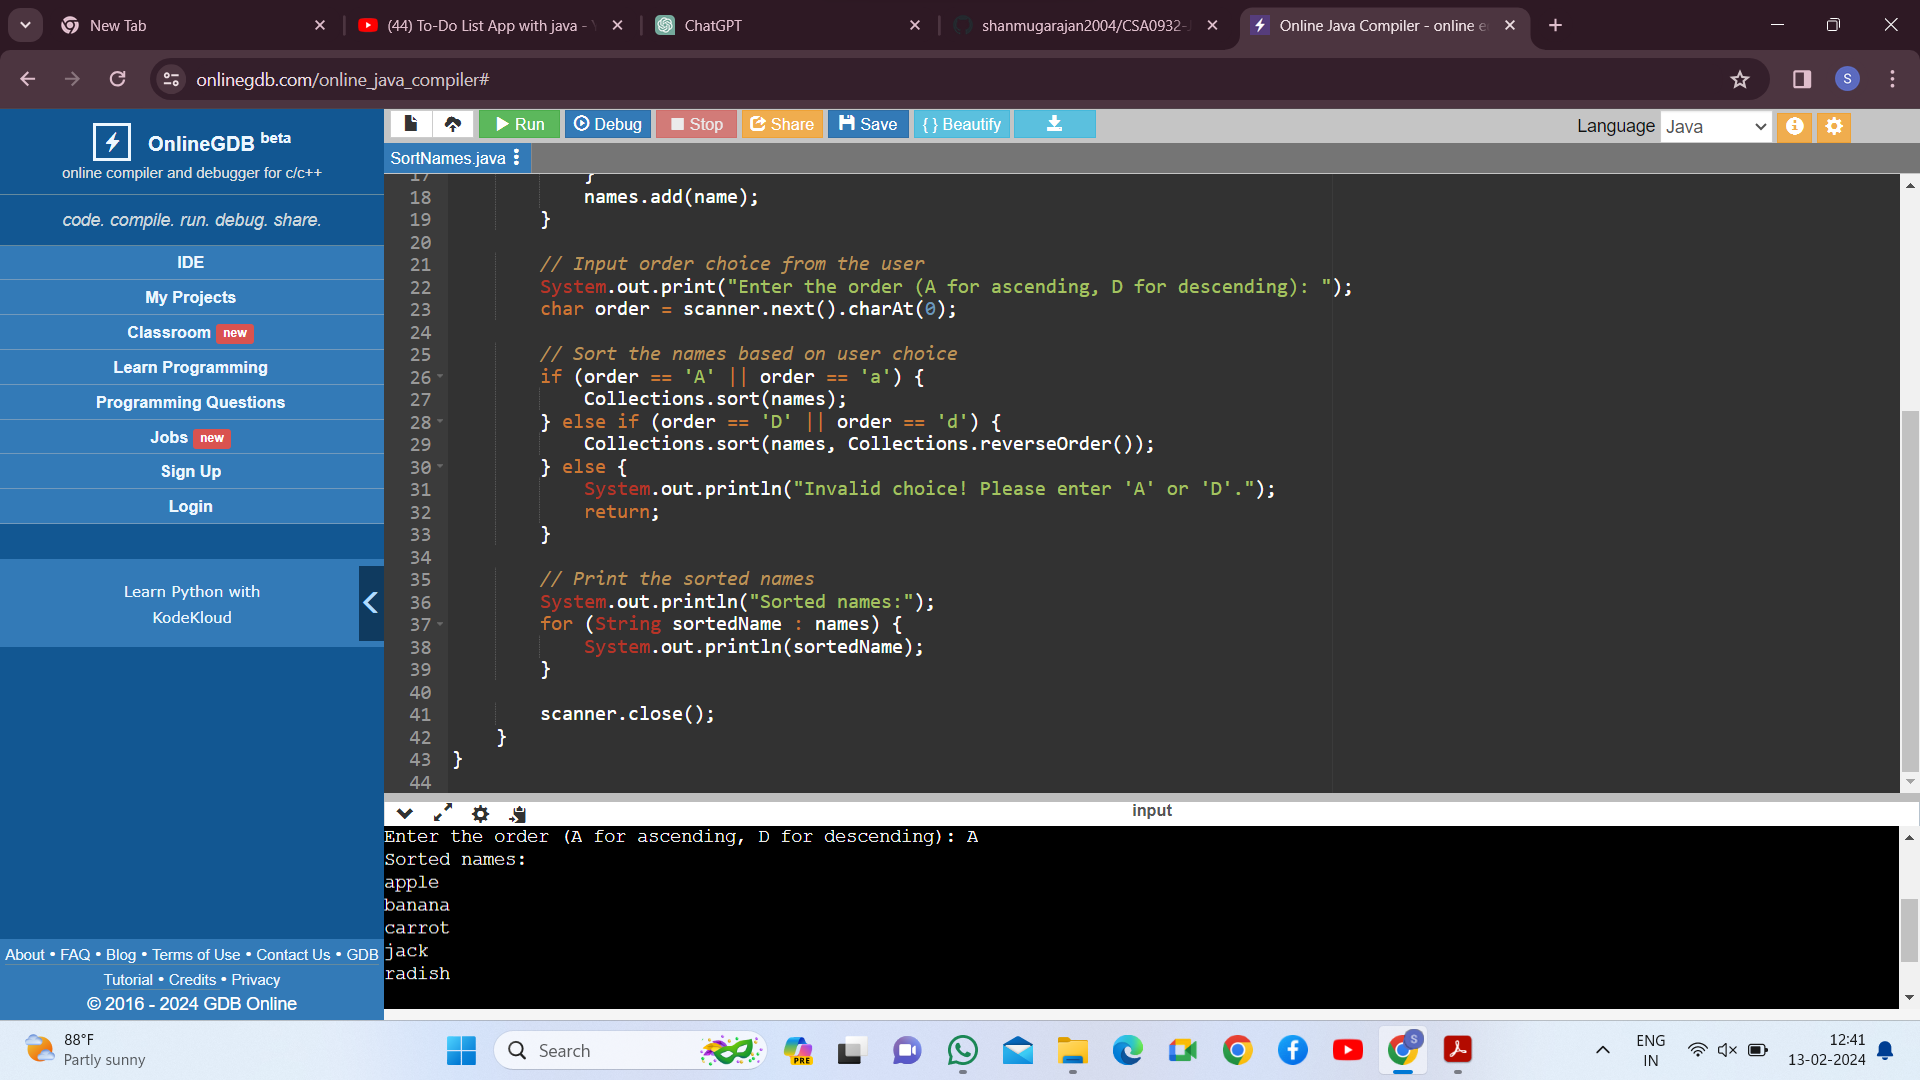 New Tab
(44) To-Do List App with java -
ChatGPT
shanmugarajan2004/CSA0932-
Online Java Compiler - online e
onlinegdb.com/online_java_compiler#
S
OnlineGDB beta
online compiler and debugger for c/c++
code. compile. run. debug. share.
IDE
My Projects
Classroom new
Learn Programming
Programming Questions
Jobs new
Sign Up
Login
Learn Python with
KodeKloud
About • FAQ • Blog • Terms of Use • Contact Us • GDB
Tutorial • Credits • Privacy
© 2016 - 2024 GDB Online
Run Debug Stop Share Save { } Beautify
Language Java
SortNames.java
17 }
18 names.add(name);
19 }
20
21 // Input order choice from the user
22 System.out.print("Enter the order (A for ascending, D for descending): ");
23 char order = scanner.next().charAt(0);
24
25 // Sort the names based on user choice
26 if (order == 'A' || order == 'a') {
27 Collections.sort(names);
28 } else if (order == 'D' || order == 'd') {
29 Collections.sort(names, Collections.reverseOrder());
30 } else {
31 System.out.println("Invalid choice! Please enter 'A' or 'D'.");
32 return;
33 }
34
35 // Print the sorted names
36 System.out.println("Sorted names:");
37 for (String sortedName : names) {
38 System.out.println(sortedName);
39 }
40
41 scanner.close();
42 }
43 }
44
input
Enter the order (A for ascending, D for descending): A
Sorted names:
apple
banana
carrot
jack
radish
88°F
Partly sunny
Search
PRE
S
ENG
IN
12:41
13-02-2024